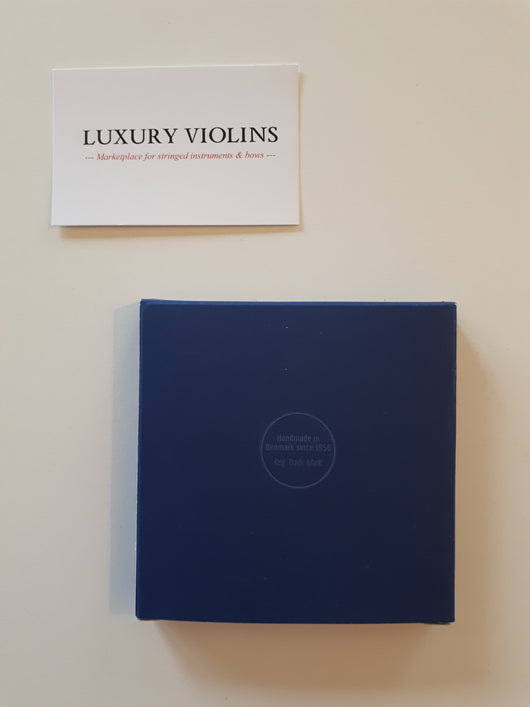 LUXURY VIOLINS
--- Marketplace for stringed instruments & bows ---
Handmade in
Denmark since 1950
Reg. Trade Mark